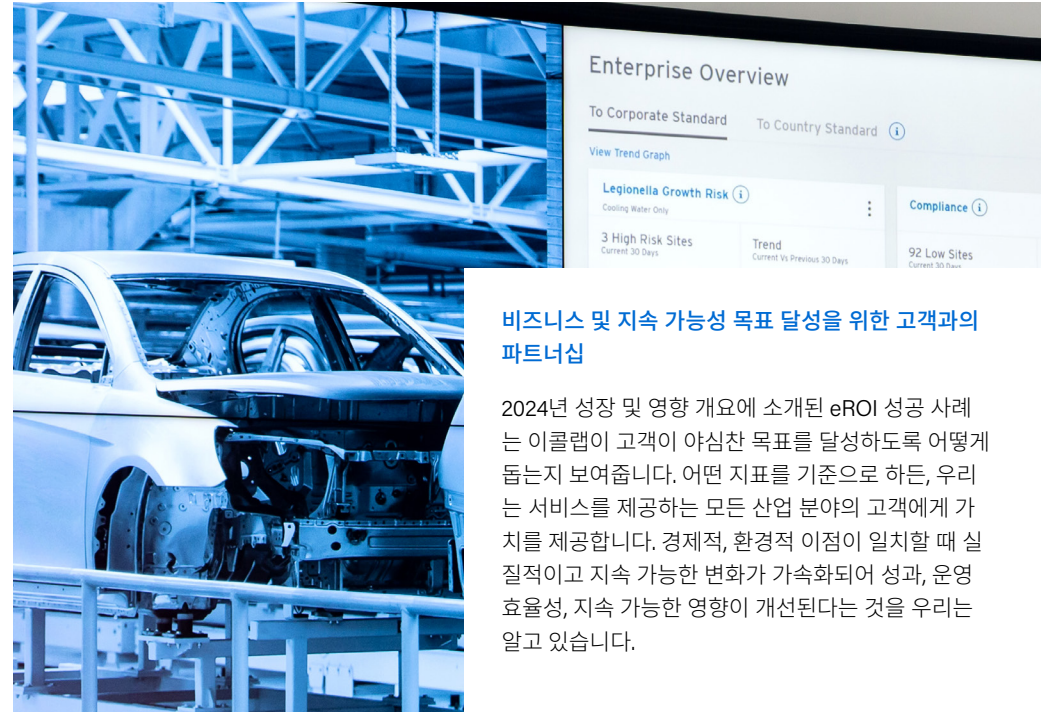 Enterprise Overview
To Corporate Standard
To Country Standard
View Trend Graph
Legionella Growth Risk
Cooling Water Only
3 High Risk Sites
Current 30 Days
Trend
Current Vs Previous 30 Days
Compliance
92 Low Sites
Current 30 Days
비즈니스 및 지속 가능성 목표 달성을 위한 고객과의
파트너십
2024년 성장 및 영향 개요에 소개된 eROI 성공 사례
는 이콜랩이 고객이 야심찬 목표를 달성하도록 어떻게
돕는지 보여줍니다. 어떤 지표를 기준으로 하든, 우리
는 서비스를 제공하는 모든 산업 분야의 고객에게 가
치를 제공합니다. 경제적, 환경적 이점이 일치할 때 실
질적이고 지속 가능한 변화가 가속화되어 성과, 운영
효율성, 지속 가능한 영향이 개선된다는 것을 우리는
알고 있습니다.